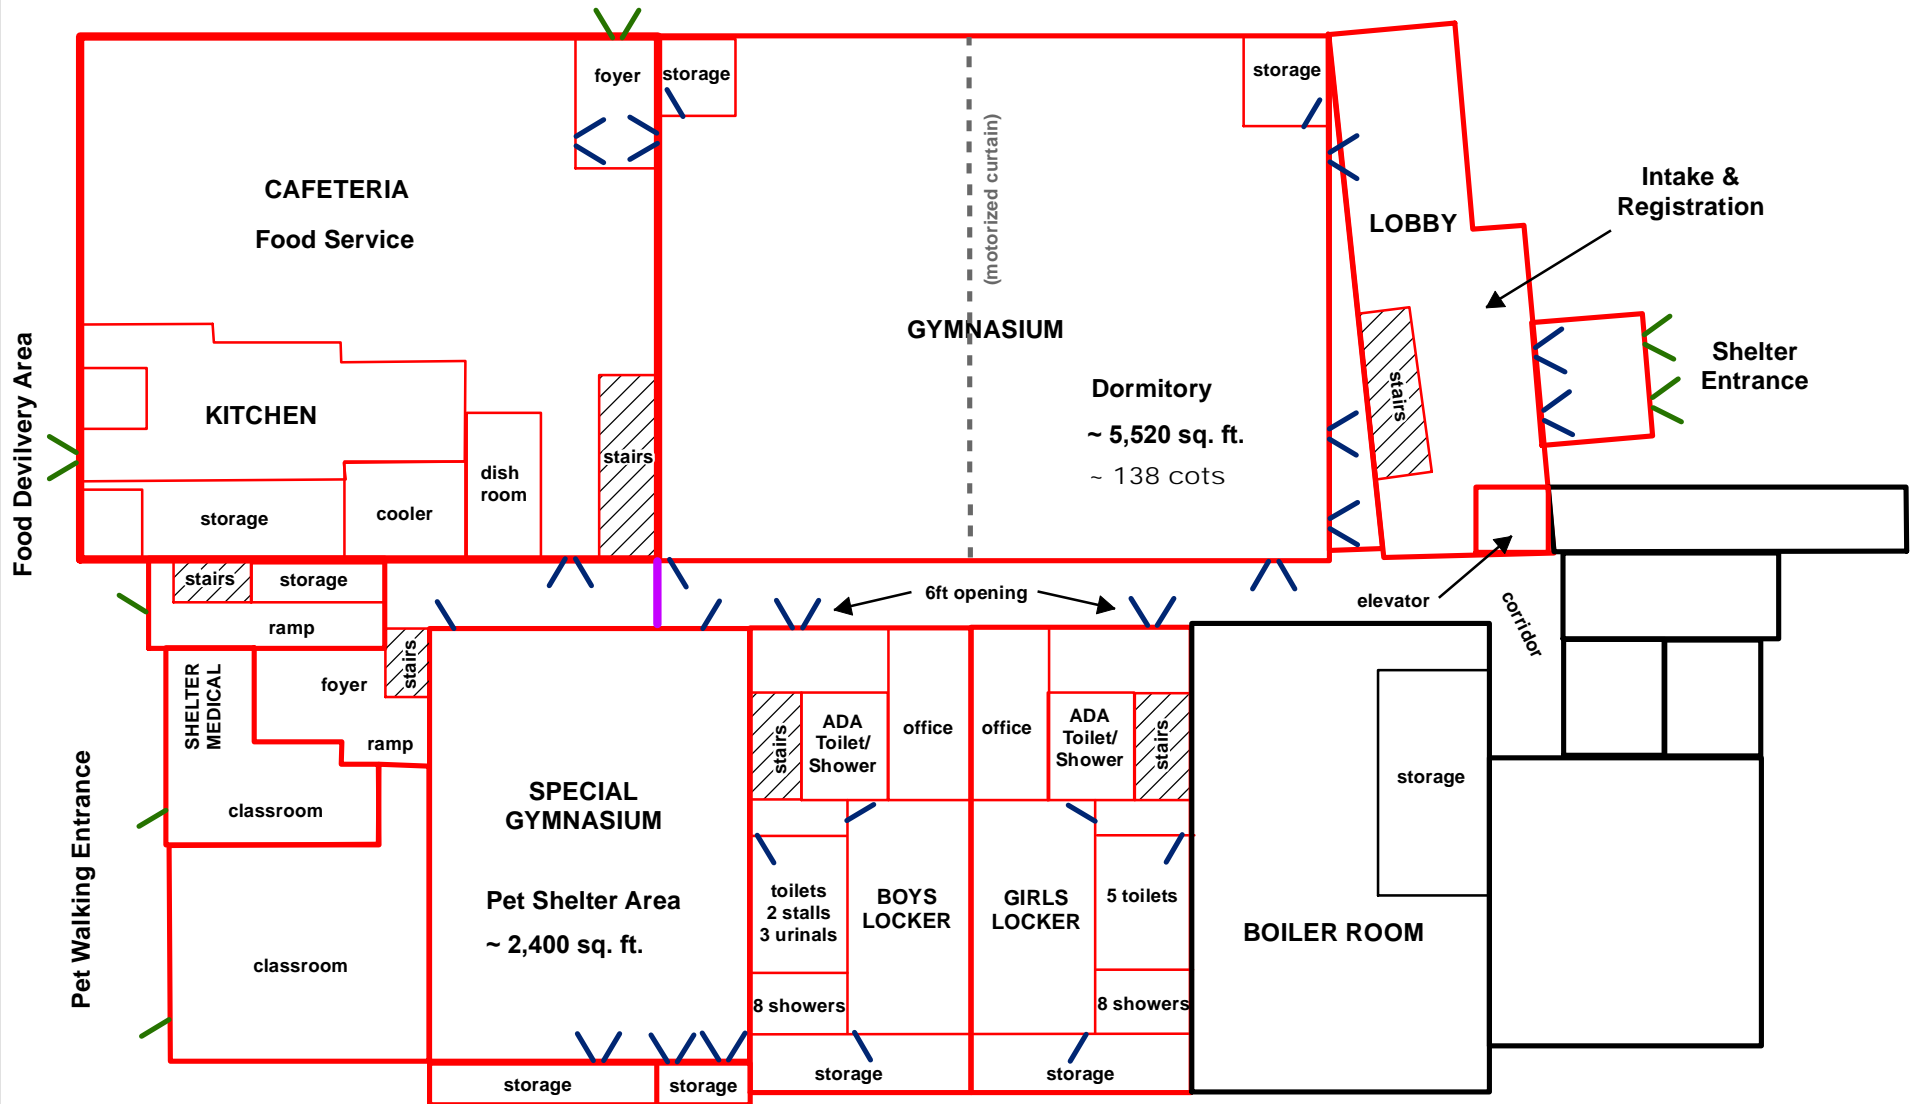 foyer
storage
storage
(motorized curtain)
CAFETERIA
Food Service
LOBBY
Intake &
Registration
GYMNASIUM
Shelter
Entrance
Food Devilvery Area
KITCHEN
Dormitory
~ 5,520 sq. ft.
~ 138 cots
stairs
stairs
dish
room
storage
cooler
stairs
storage
ramp
6ft opening
elevator
corridor
SHELTER
MEDICAL
foyer
stairs
ramp
classroom
Pet Walking Entrance
classroom
SPECIAL
GYMNASIUM
Pet Shelter Area
~ 2,400 sq. ft.
stairs
ADA
Toilet/
Shower
office
office
ADA
Toilet/
Shower
stairs
storage
toilets
2 stalls
3 urinals
BOYS
LOCKER
GIRLS
LOCKER
5 toilets
BOILER ROOM
8 showers
8 showers
storage
storage
storage
storage